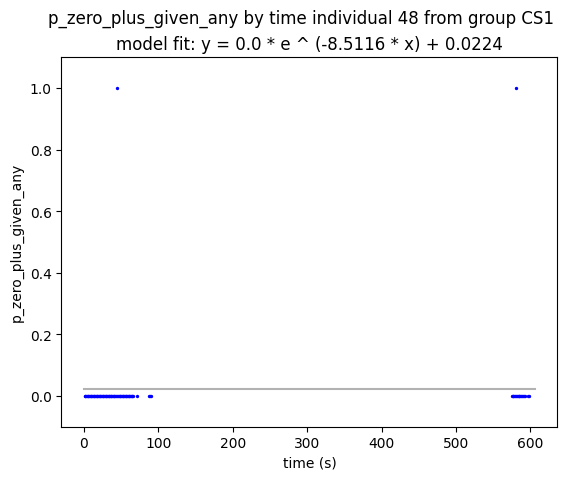 p_zero_plus_given_any by time individual 48 from group CS1
model fit: y = 0.0 * e ^ (-8.5116 * x) + 0.0224
1.0
0.8
0.6
0.4
0.2
0.0
p_zero_plus_given_any
0 100 200 300 400 500 600
time (s)